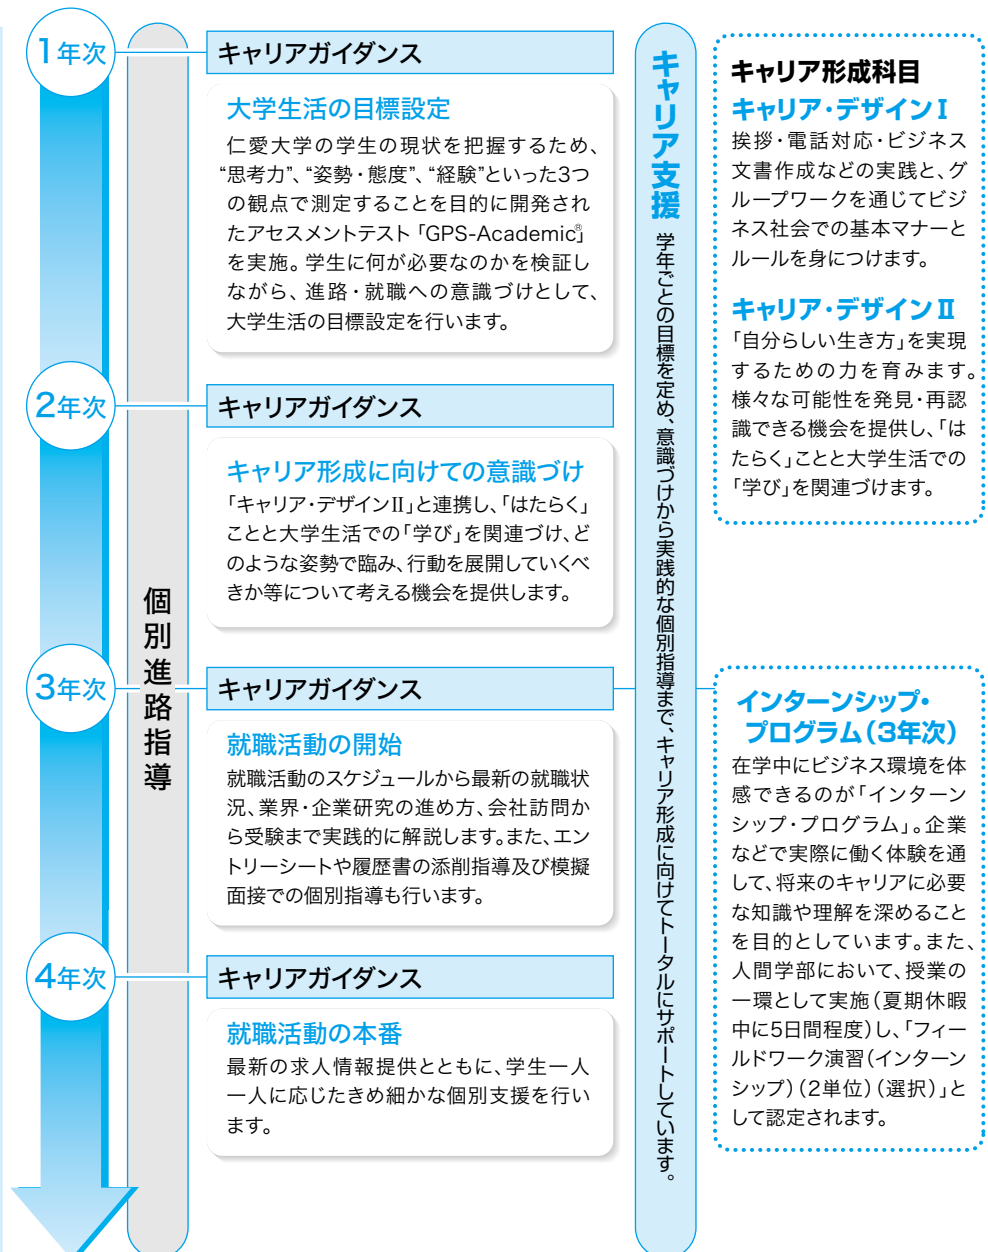 1年次
キャリアガイダンス
大学生活の目標設定
仁愛大学の学生の現状を把握するため、
“思考力”、“姿勢・態度”、“経験”といった3つ
の観点で測定することを目的に開発され
たアセスメントテスト「GPS-Academic®」
を実施。学生に何が必要なのかを検証し
ながら、進路・就職への意識づけとして、
大学生活の目標設定を行います。
2年次
キャリアガイダンス
キャリア形成に向けての意識づけ
「キャリア・デザインⅡ」と連携し、「はたらく」
ことと大学生活での「学び」を関連づけ、ど
のような姿勢で臨み、行動を展開していくべ
きか等について考える機会を提供します。
3年次
キャリアガイダンス
就職活動の開始
就職活動のスケジュールから最新の就職状
況、業界・企業研究の進め方、会社訪問か
ら受験まで実践的に解説します。また、エン
トリーシートや履歴書の添削指導及び模擬
面接での個別指導も行います。
4年次
キャリアガイダンス
就職活動の本番
最新の求人情報提供とともに、学生一人
一人に応じたきめ細かな個別支援を行い
ます。
個別進路指導
キャリア支援
学年ごとの目標を定め、意識づけから実践的な個別指導まで、キャリア形成に向けてトータルにサポートしています。
キャリア形成科目
キャリア・デザインⅠ
挨拶・電話対応・ビジネス
文書作成などの実践と、グ
ループワークを通じてビジ
ネス社会での基本マナーと
ルールを身につけます。
キャリア・デザインⅡ
「自分らしい生き方」を実現
するための力を育みます。
様々な可能性を発見・再認
識できる機会を提供し、「は
たらく」ことと大学生活での
「学び」を関連づけます。
インターンシップ・
プログラム(3年次)
在学中にビジネス環境を体
感できるのが「インターン
シップ・プログラム」。企業
などで実際に働く体験を通
して、将来のキャリアに必要
な知識や理解を深めること
を目的としています。また、
人間学部において、授業の
一環として実施(夏期休暇
中に5日間程度)し、「フィー
ルドワーク演習(インターン
シップ)(2単位)(選択)」と
して認定されます。